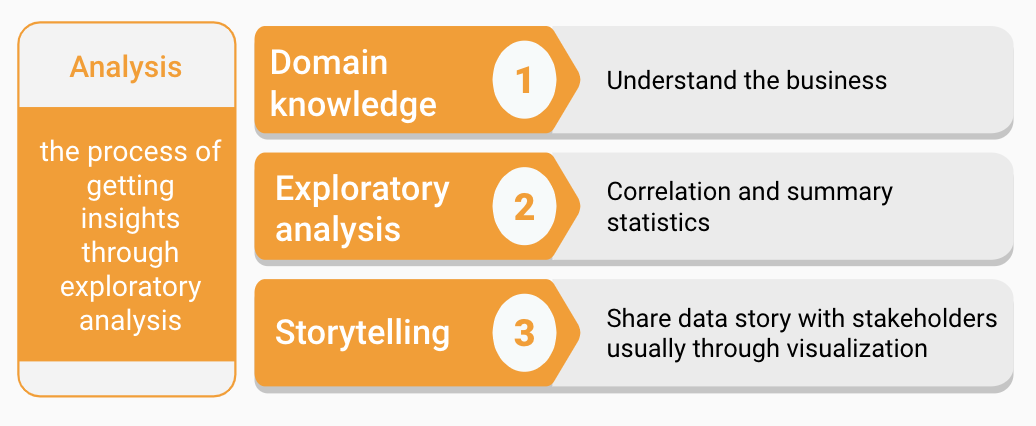 Analysis
the process of
getting
insights
through
exploratory
analysis
Domain
knowledge
1
Understand the business
Exploratory
analysis
2
Correlation and summary
statistics
Storytelling
3
Share data story with stakeholders
usually through visualization